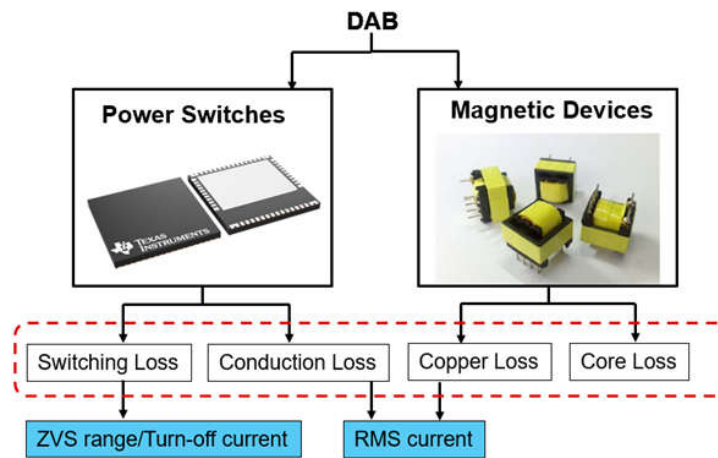 DAB
Power Switches
Magnetic Devices
TEXAS
INSTRUMENTS
Switching Loss
Conduction Loss
Copper Loss
Core Loss
ZVS range/Turn-off current
RMS current